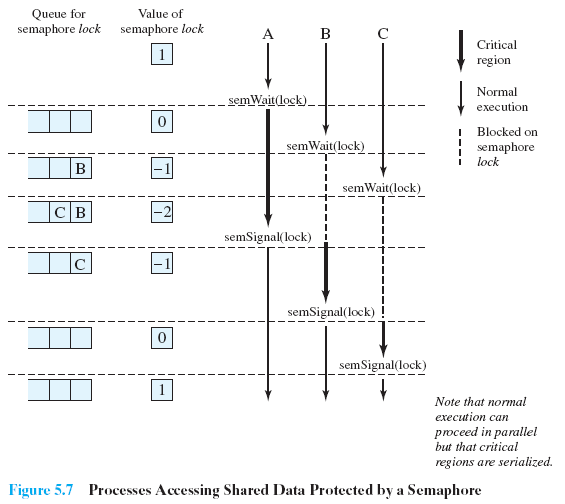 Queue for
semaphore lock
Value of
semaphore lock
A
B
C
1
Critical
region
Normal
execution
Blocked on
semaphore
lock
semWait(lock)
0
semWait(lock)
B
-1
semWait(lock)
C B
-2
semSignal(lock)
C
-1
semSignal(lock)
0
semSignal(lock)
1
Note that normal
execution can
proceed in parallel
but that critical
regions are serialized.
Figure 5.7 Processes Accessing Shared Data Protected by a Semaphore